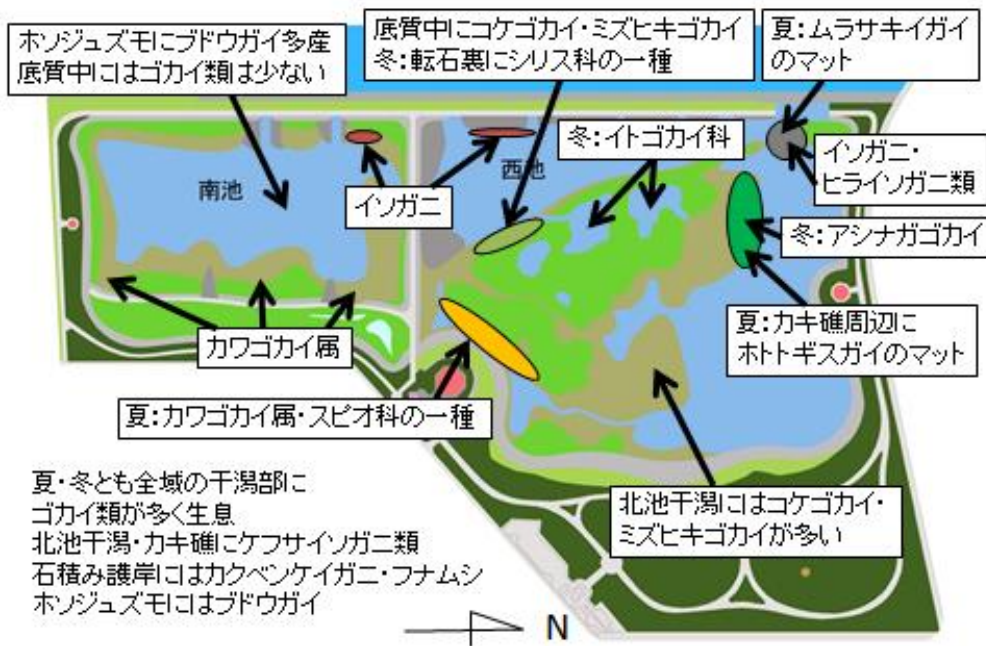 ホソジュズモにブドウガイ多産
底質中にはゴカイ類は少ない
底質中にコケゴカイ・ミズヒキゴカイ
冬：転石裏にシリス科の一種
夏：ムラサキイガイ
のマット
冬：イトゴカイ科
イソガニ・
ヒライソガニ類
南池
西池
イソガニ
冬：アシナガゴカイ
カワゴカイ属
夏：カキ礁周辺に
ホトトギスガイのマット
夏：カワゴカイ属・スピオ科の一種
夏・冬とも全域の干潟部に
ゴカイ類が多く生息
北池干潟・カキ礁にケフサイソガニ類
石積み護岸にはカクベンケイガニ・フナムシ
ホソジュズモにはブドウガイ
北池干潟にはコケゴカイ・
ミズヒキゴカイが多い
N